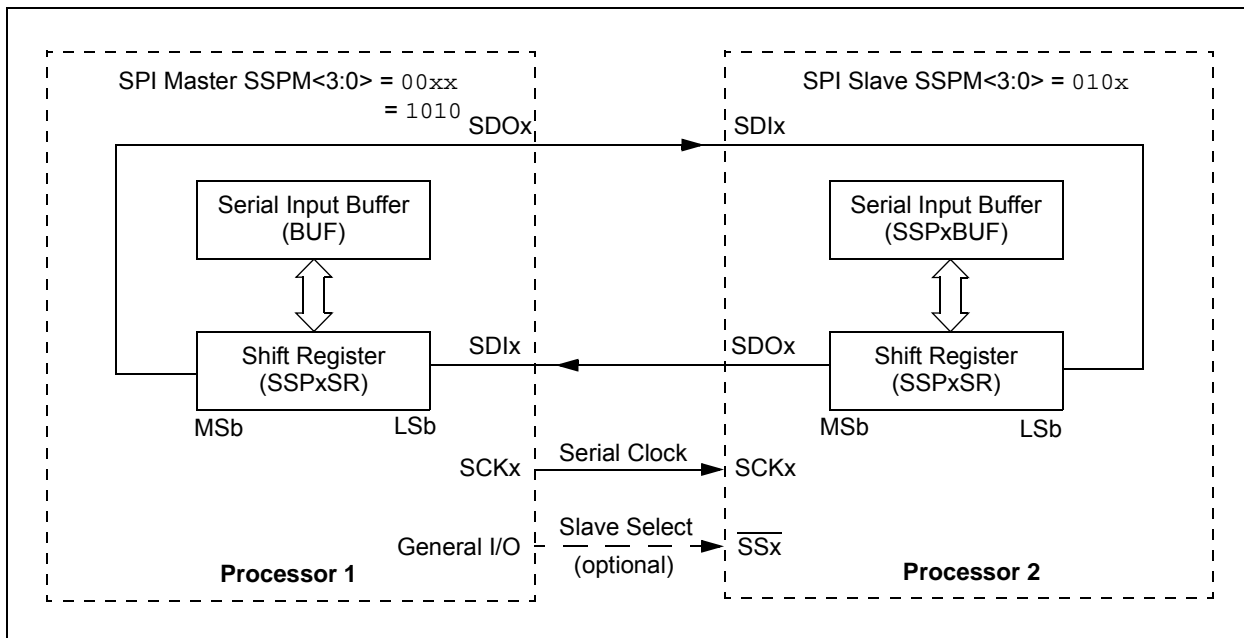 SPI Master SSPM<3:0> = 00xx
= 1010
SPI Slave SSPM<3:0> = 010x
SDOx
SDIx
Serial Input Buffer
(BUF)
Serial Input Buffer
(SSPxBUF)
Shift Register
(SSPxSR)
SDIx
SDOx
Shift Register
(SSPxSR)
MSb
LSb
MSb
LSb
SCKx
Serial Clock
SCKx
General I/O
Slave Select
(optional)
SSx
Processor 1
Processor 2